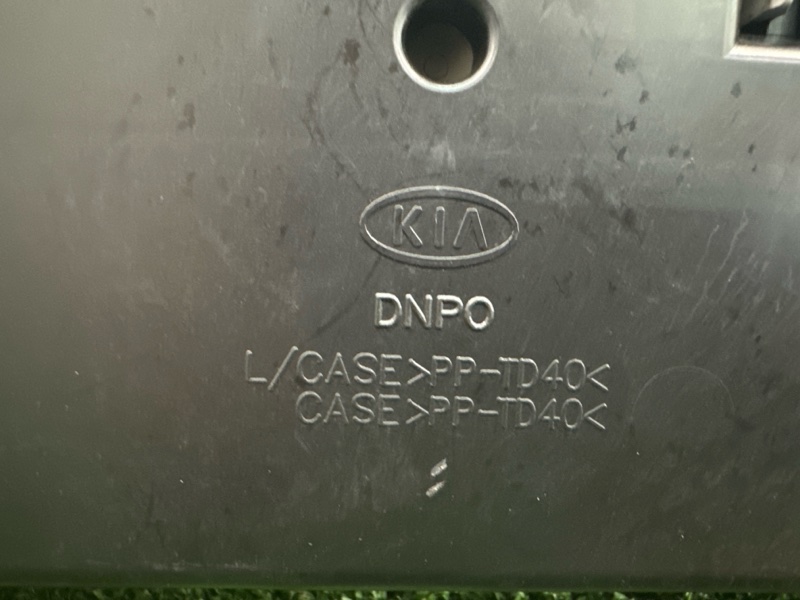 KIA
DNPO
L/CASE>PP-TD40<
CASE>PP-TD40<